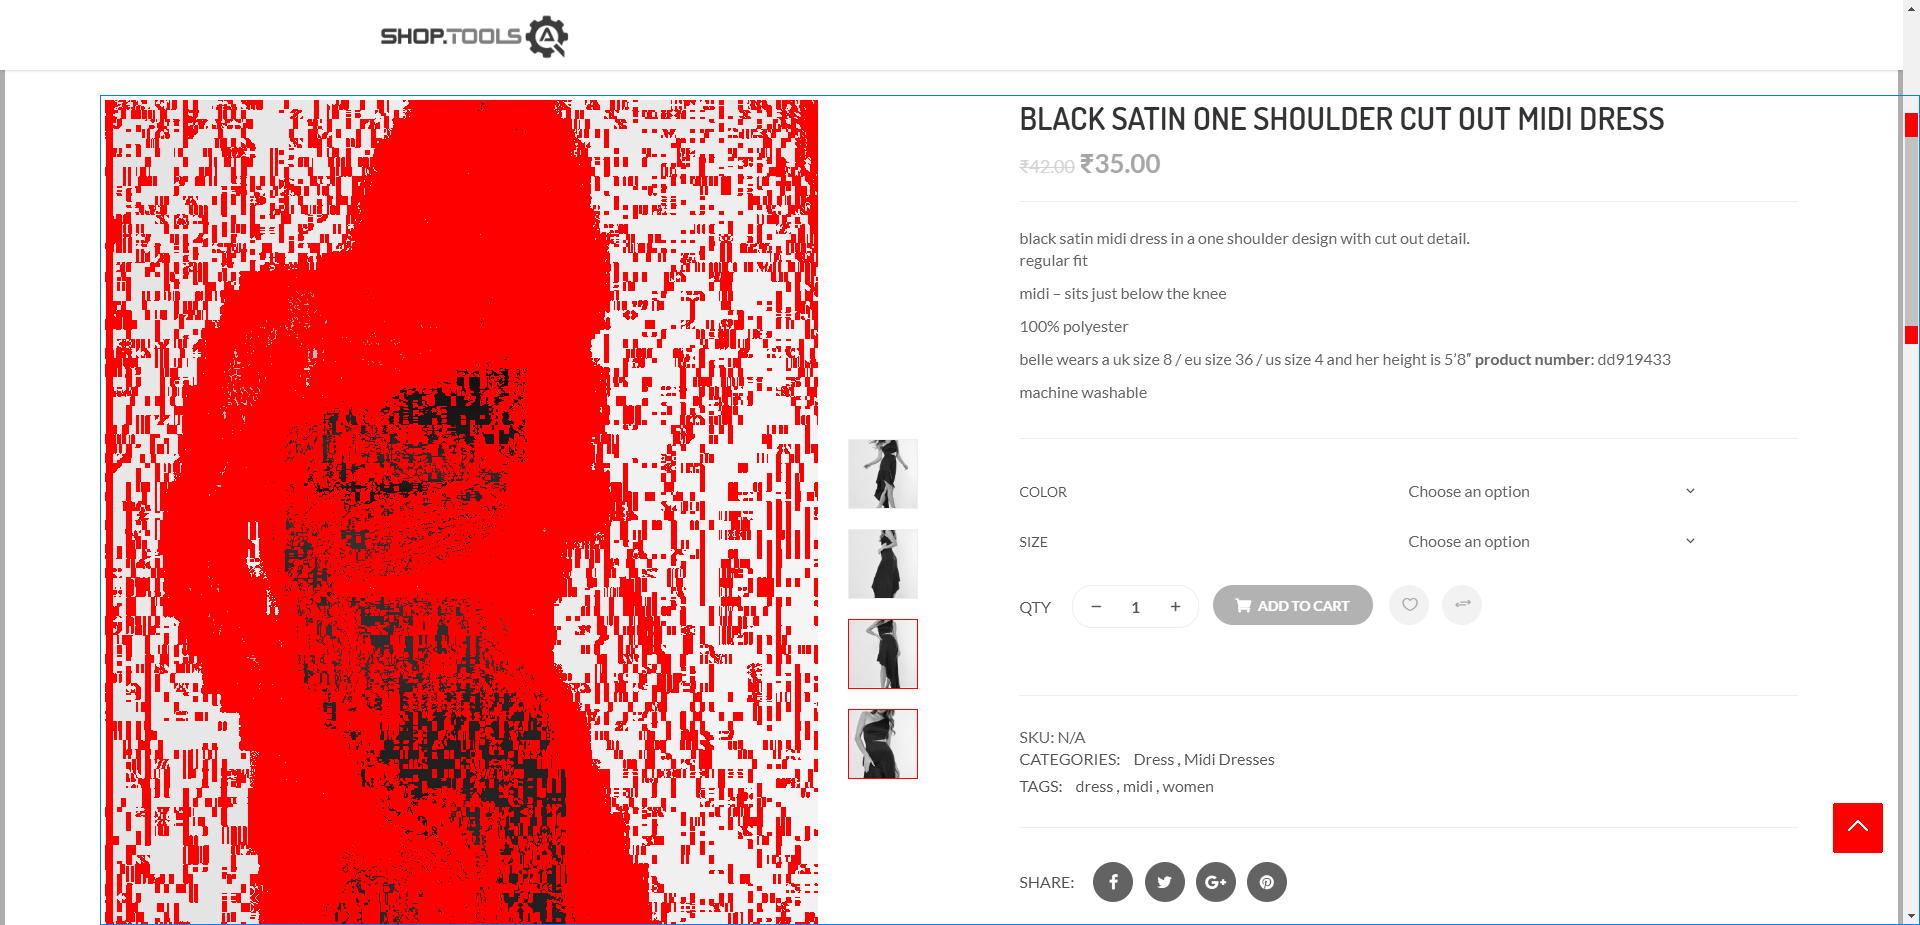 SHOP.TOOLS
BLACK SATIN ONE SHOULDER CUT OUT MIDI DRESS
₹42.00 ₹35.00
black satin midi dress in a one shoulder design with cut out detail.
regular fit
midi – sits just below the knee
100% polyester
belle wears a uk size 8 / eu size 36 / us size 4 and her height is 5’8” product number: dd919433
machine washable
COLOR Choose an option
SIZE Choose an option
QTY − 1 + ADD TO CART
SKU: N/A
CATEGORIES: Dress , Midi Dresses
TAGS: dress , midi , women
SHARE: